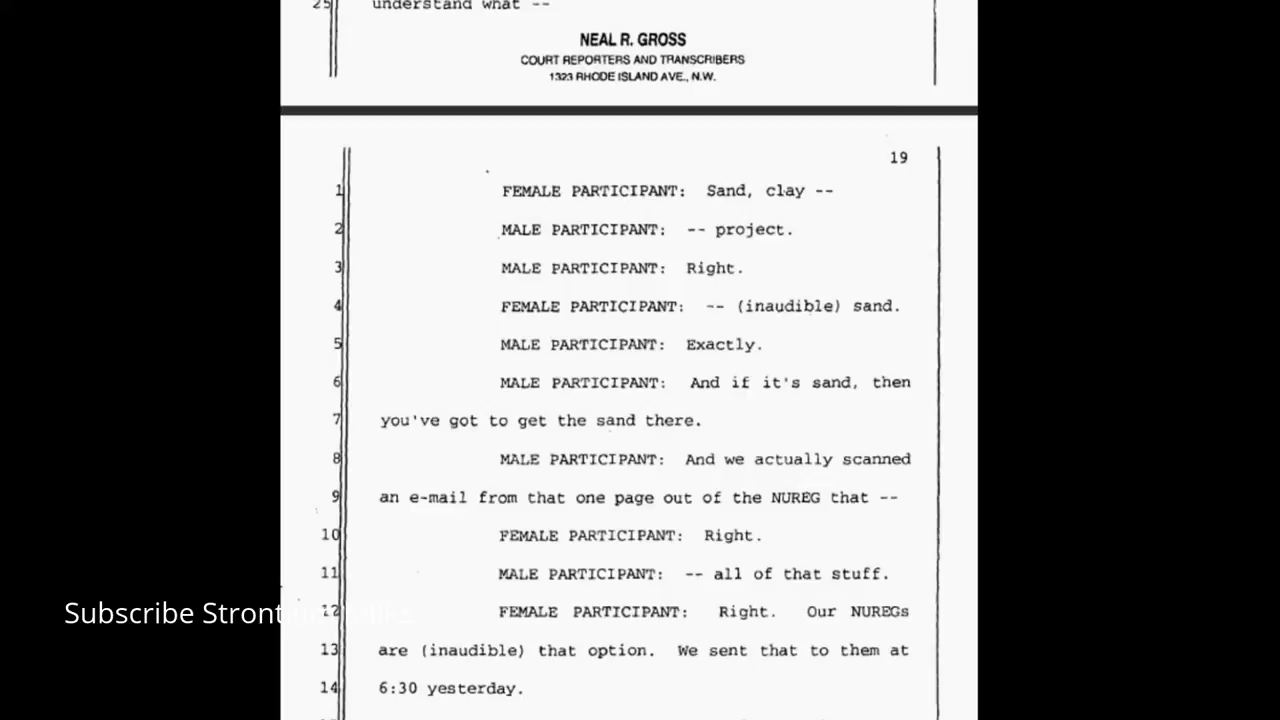 25 understand what --
NEAL R. GROSS
COURT REPORTERS AND TRANSCRIBERS
1323 RHODE ISLAND AVE., N.W.
19
1 FEMALE PARTICIPANT: Sand, clay --
2 MALE PARTICIPANT: -- project.
3 MALE PARTICIPANT: Right.
4 FEMALE PARTICIPANT: -- (inaudible) sand.
5 MALE PARTICIPANT: Exactly.
6 MALE PARTICIPANT: And if it's sand, then
7 you've got to get the sand there.
8 MALE PARTICIPANT: And we actually scanned
9 an e-mail from that one page out of the NUREG that --
10 FEMALE PARTICIPANT: Right.
11 MALE PARTICIPANT: -- all of that stuff.
12 FEMALE PARTICIPANT: Right. Our NUREGs
13 are (inaudible) that option. We sent that to them at
14 6:30 yesterday.
Subscribe